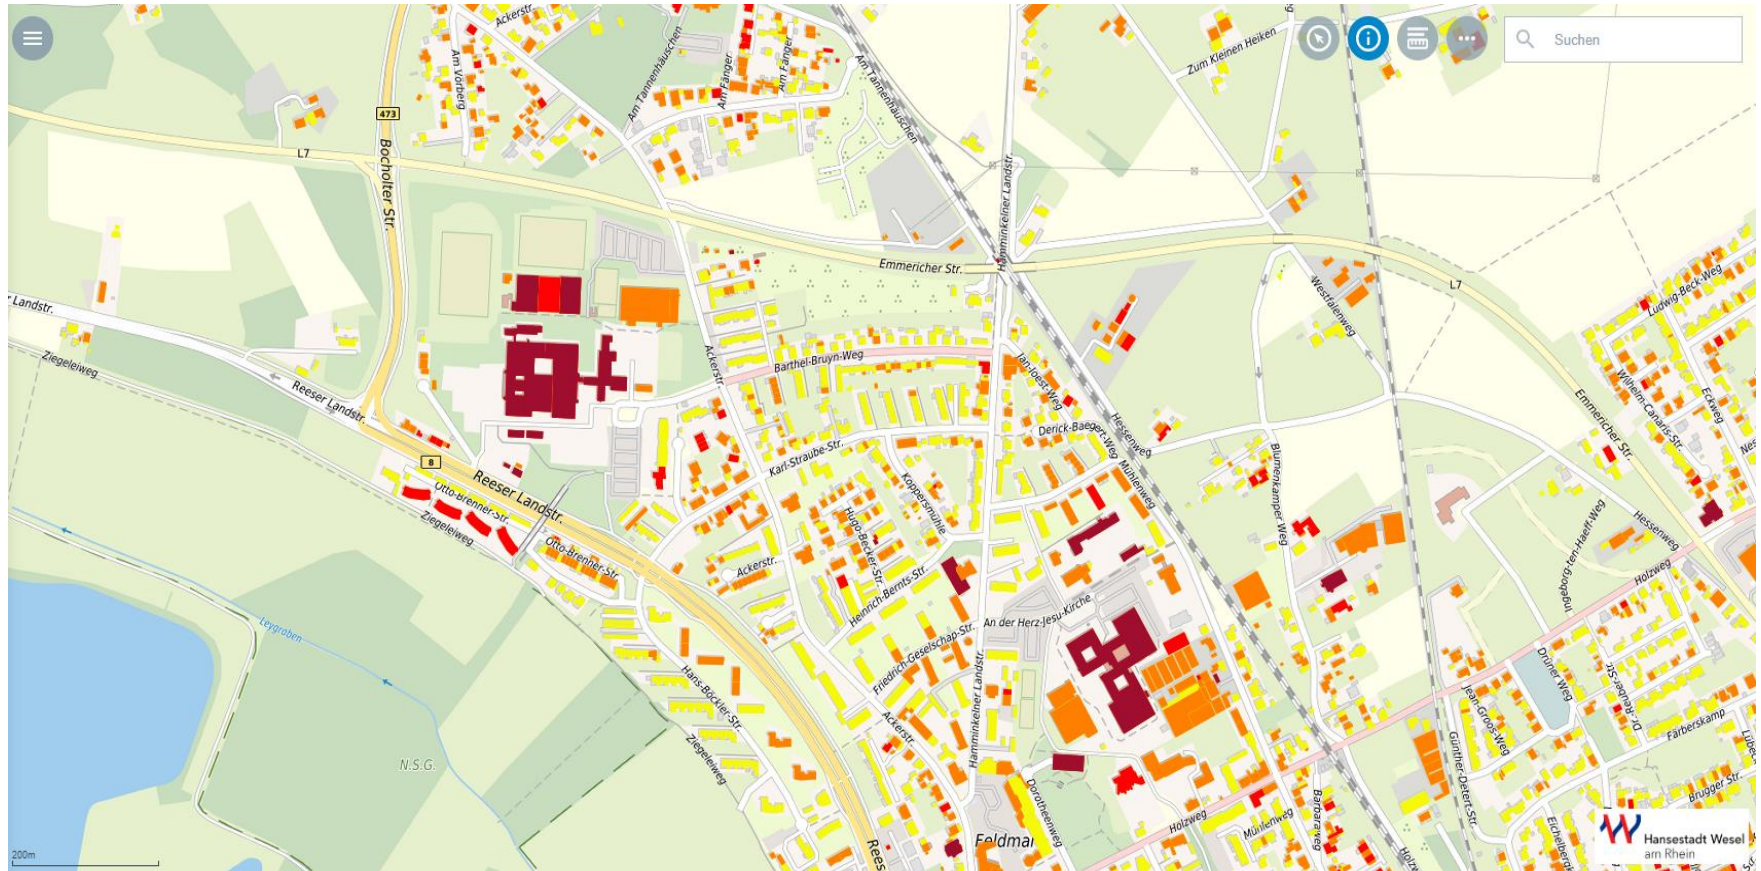 Ackerstr.
Am Vörberg
Am Tannenhäuschen
Am Fänger
Am Fänger
Am Tannenhäuschen
Zum Kleinen Heiken
Suchen
473
L7
Bocholter Str.
Hamminkelner Landstr.
Emmericher Str.
L7
Westfalenweg
Ludwig-Beck-Weg
r Landstr.
Ziegeleiweg
Reeser Landstr.
Ackerstr.
Barthel-Bruyn-Weg
Jan-Joest-Weg
Wilhelm-Canaris-Str.
Eckweg
Emmericher Str.
Derick-Baegert-Weg
Hessenweg
Karl-Straube-Str.
8
Reeser Landstr.
Otto-Brenner-Str.
Ziegeleiweg
Koppersmühle
Mühlenweg
Blumenkamper Weg
Hugo-Becker-Str.
Otto-Brenner-Str.
Ackerstr.
Heinrich-Bernts-Str.
Ingeborg-ten-Haeff-Weg
Hessenweg
Holzweg
An der Herz-Jesu-Kirche
Leygraben
Friedrich-Geselschap-Str.
Hamminkelner Landstr.
Hans-Böckler-Str.
Ackerstr.
Drüner Weg
Dr.-Reuber-Str.
Jean-Groos-Weg
Färberskamp
Ziegeleiweg
N.S.G.
Günther-Detert-Str.
Brugger Str.
Dorotheenweg
Holzweg
Mühlenweg
Barbaraweg
Feldmar
Rees
200m
Hansestadt Wesel
am Rhein